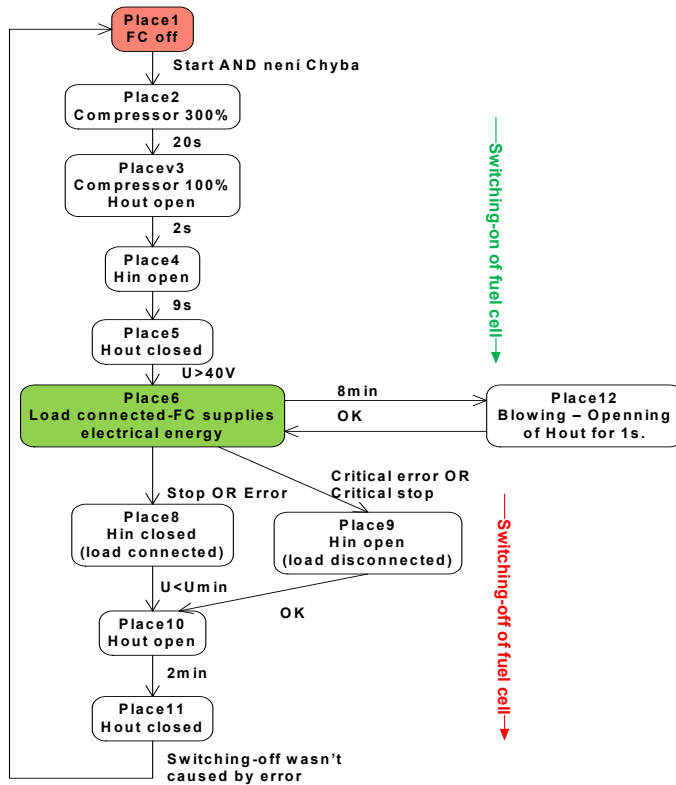 Place1
FC off
Start AND není Chyba
Place2
Compressor 300%
20s
Placev3
Compressor 100%
Hout open
2s
Place4
Hin open
9s
Place5
Hout closed
U>40V
Place6
Load connected-FC supplies
electrical energy
8min
OK
Place12
Blowing – Openning
of Hout for 1s.
Switching-on of fuel cell
Stop OR Error
Critical error OR
Critical stop
Place8
Hin closed
(load connected)
Place9
Hin open
(load disconnected)
U<Umin
OK
Place10
Hout open
2min
Place11
Hout closed
Switching-off wasn't
caused by error
Switching-off of fuel cell